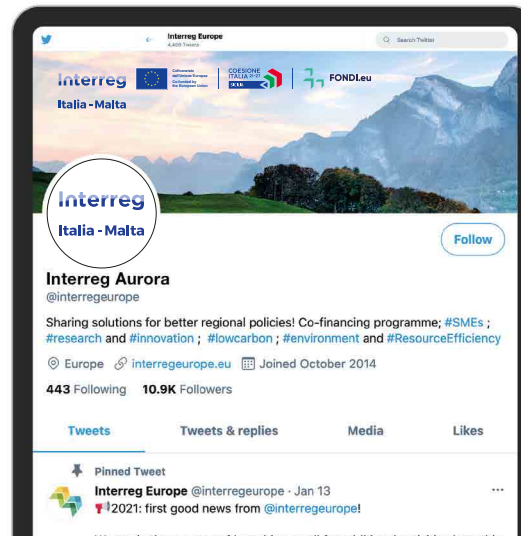 Interreg Europe
4,409 Tweets
Search Twitter
Interreg
Cofinanziato
dall'Unione Europea
Co-funded by
the European Union
COESIONE
ITALIA 21-27
FONDI.eu
Italia - Malta
Interreg
Italia - Malta
Follow
Interreg Aurora
@interregeurope
Sharing solutions for better regional policies! Co-financing programme; #SMEs ;
#research and #innovation ; #lowcarbon ; #environment and #ResourceEfficiency
Europe interregeurope.eu Joined October 2014
443 Following 10.9K Followers
Tweets Tweets & replies Media Likes
Pinned Tweet
Interreg Europe @interregeurope · Jan 13 ...
2021: first good news from @interregeurope!